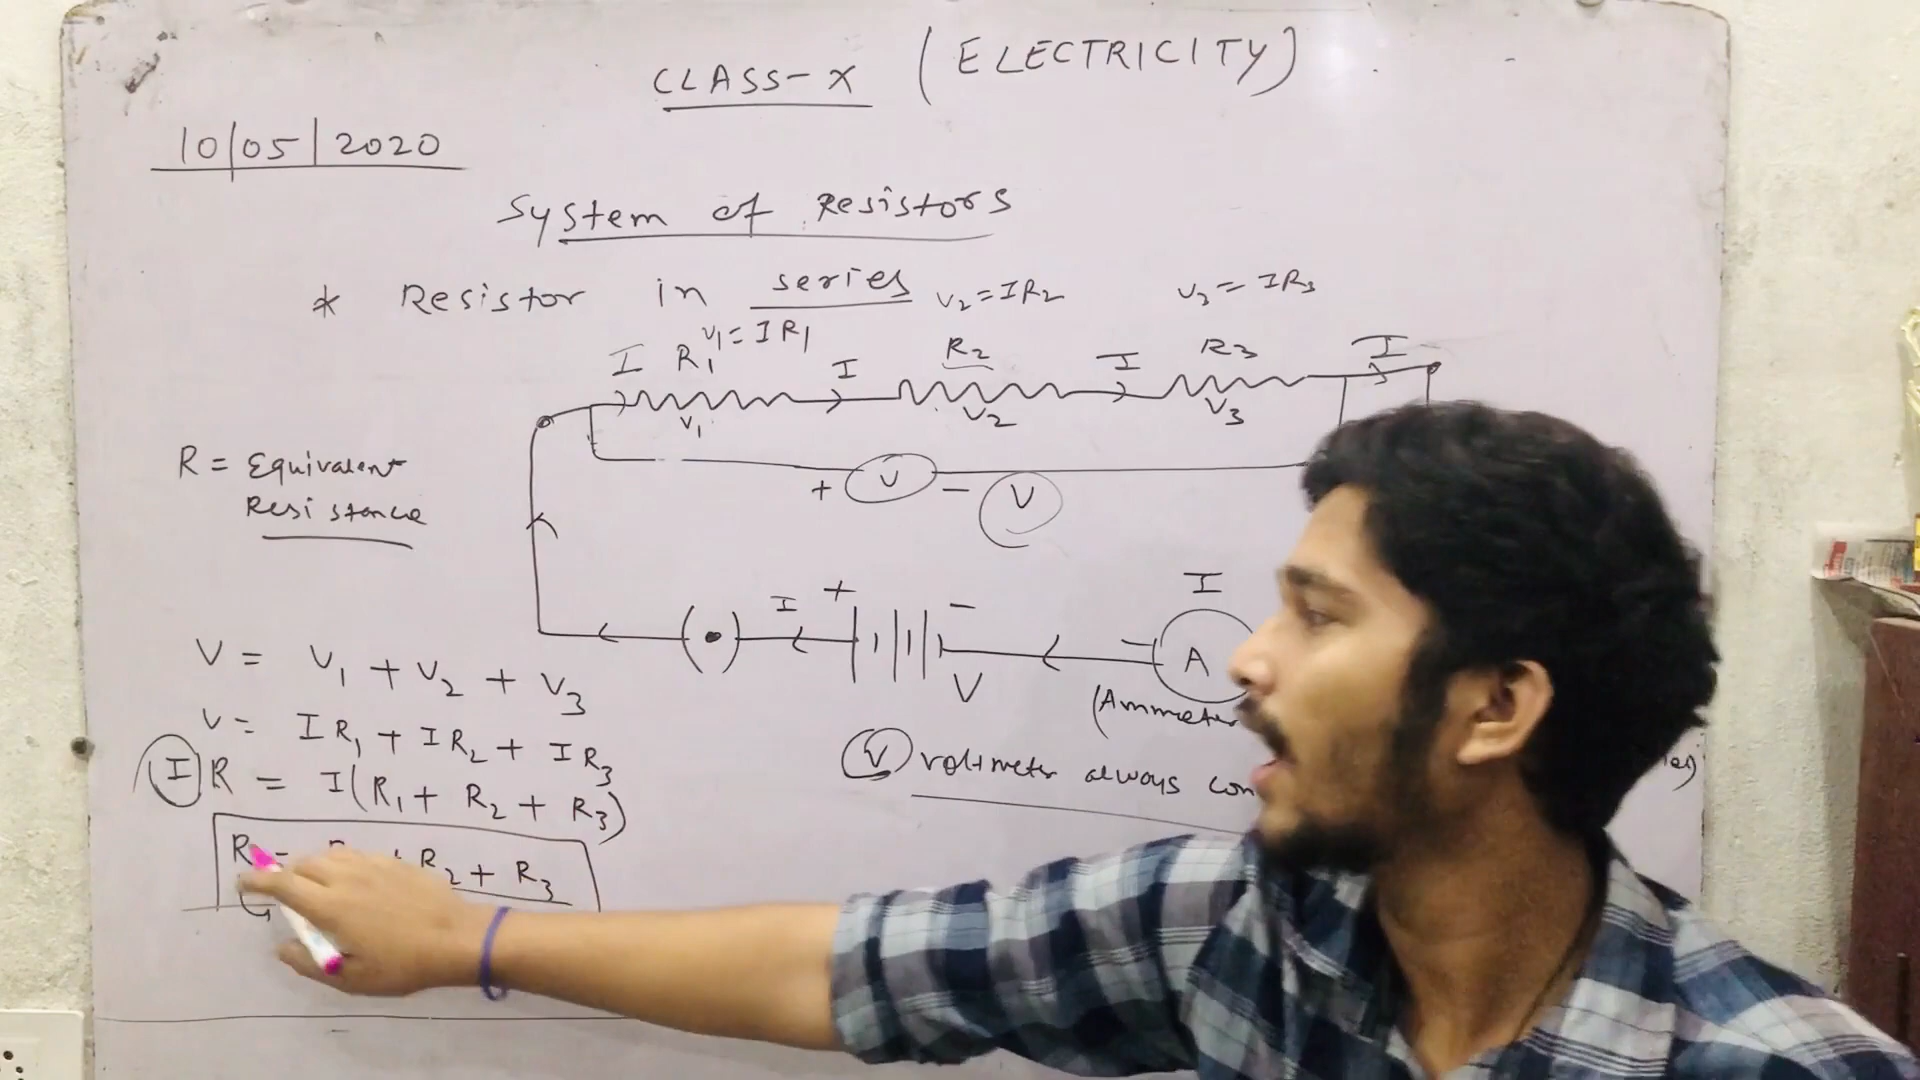 CLASS-X (ELECTRICITY)
10/05/2020
System of Resistors
* Resistor in series
V₁=IR₁
V₂=IR₂
V₃=IR₃
I R₁ I R₂ I R₃ I
V₁ V₂ V₃
+ V − V
R = Equivalent
Resistance
I + − I
(•) V − A
(Ammeter
V = V₁ + V₂ + V₃
V = IR₁ + IR₂ + IR₃
IR = I(R₁ + R₂ + R₃)
R = R₂ + R₃
V voltmeter always